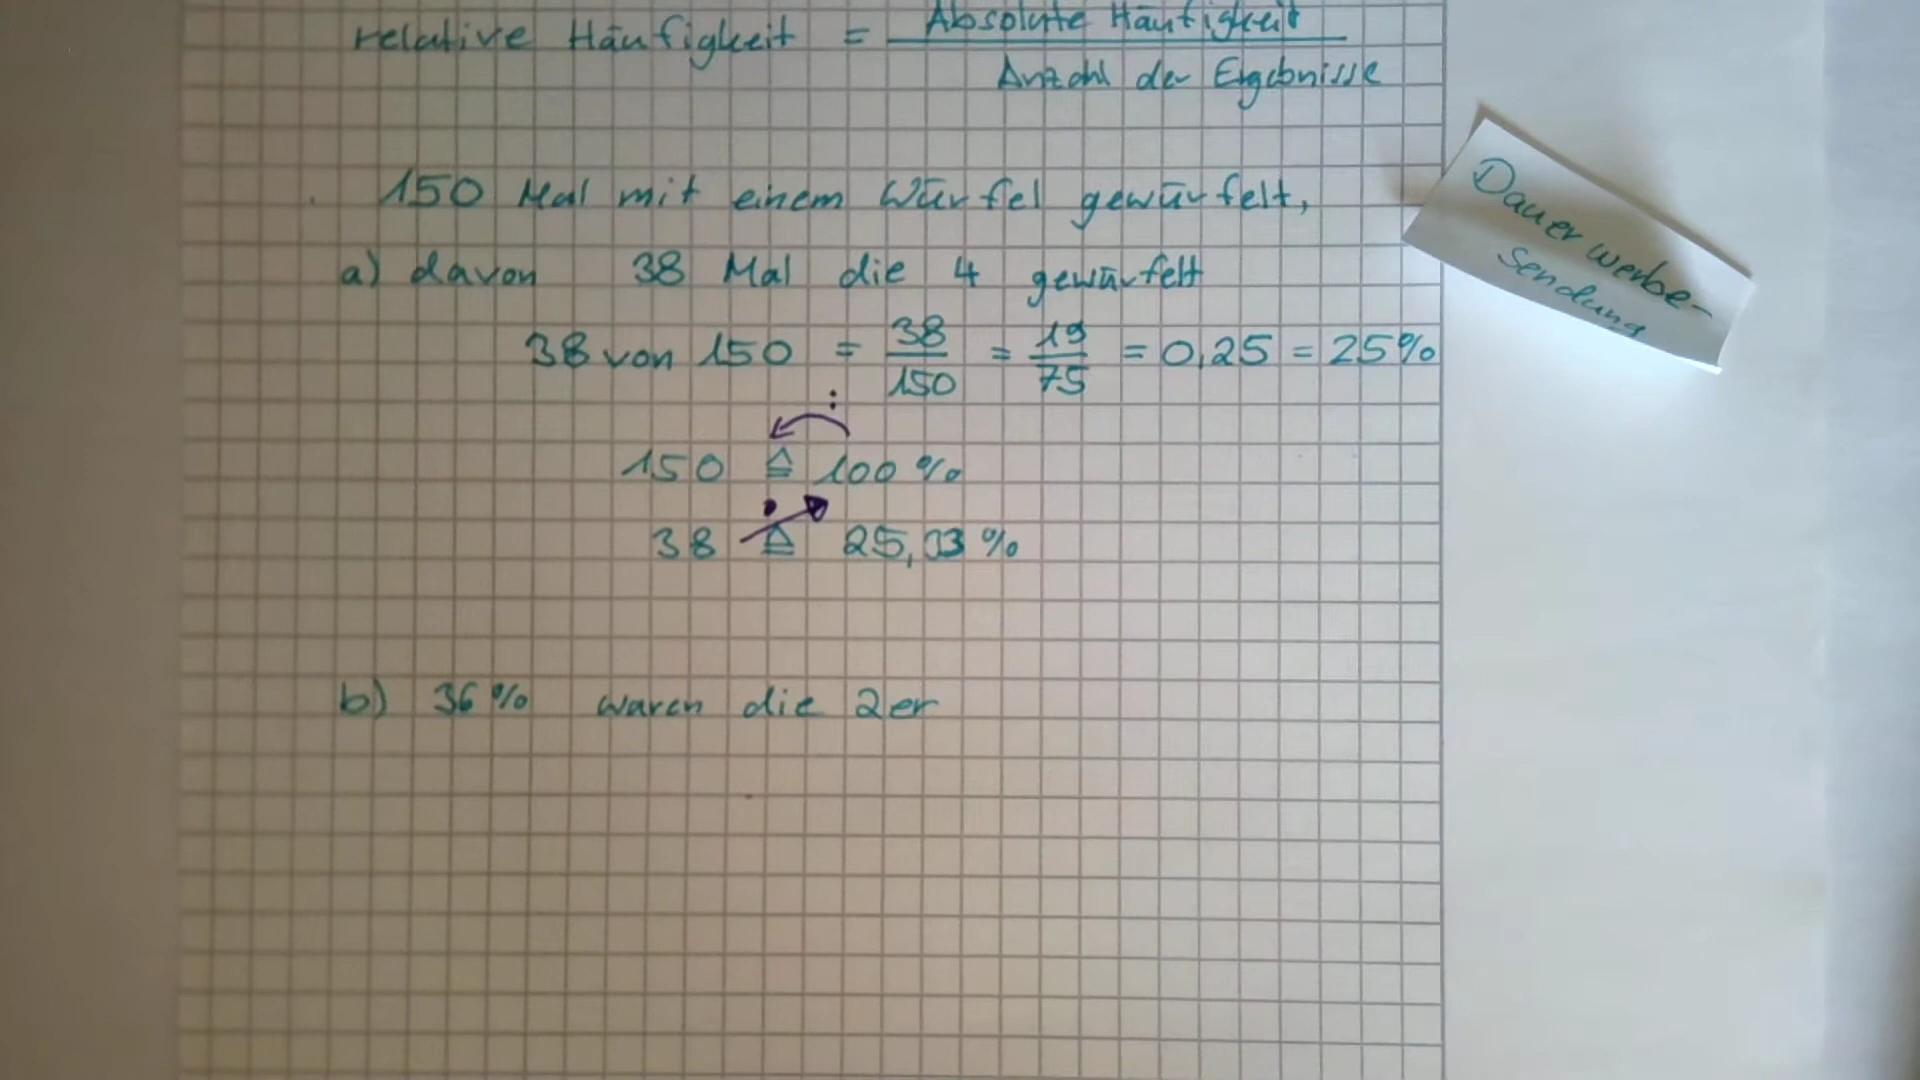 relative Häufigkeit = Absolute Häufigkeit
Anzahl der Ergebnisse
150 Mal mit einem Würfel gewürfelt,
a) davon 38 Mal die 4 gewürfelt
38 von 150 = 38/150 = 19/75 = 0,25 = 25%
:
150 ≙ 100 %
•
38 ≙ 25,33 %
b) 36% waren die 2er
Dauerwerbe-
sendung